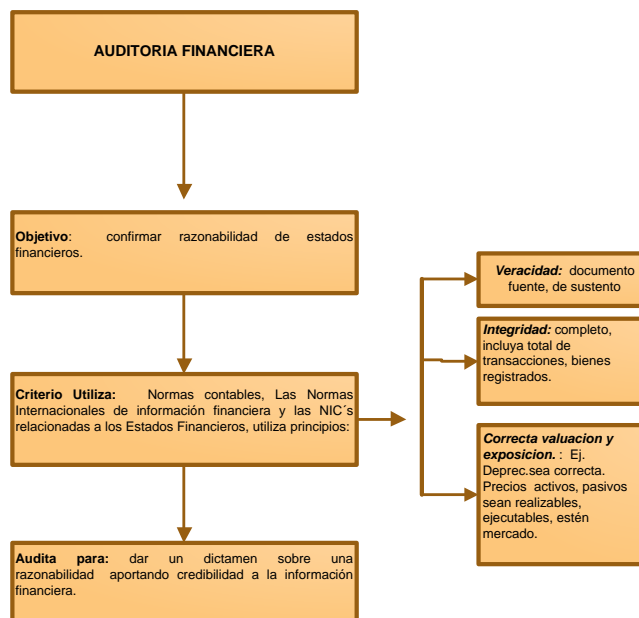 AUDITORIA FINANCIERA
Objetivo: confirmar razonabilidad de estados
financieros.
Criterio Utiliza: Normas contables, Las Normas
Internacionales de información financiera y las NIC´s
relacionadas a los Estados Financieros, utiliza principios:
Audita para: dar un dictamen sobre una
razonabilidad aportando credibilidad a la información
financiera.
Veracidad: documento
fuente, de sustento
Integridad: completo,
incluya total de
transacciones, bienes
registrados.
Correcta valuacion y
exposicion. : Ej.
Deprec.sea correcta.
Precios activos, pasivos
sean realizables,
ejecutables, estén
mercado.